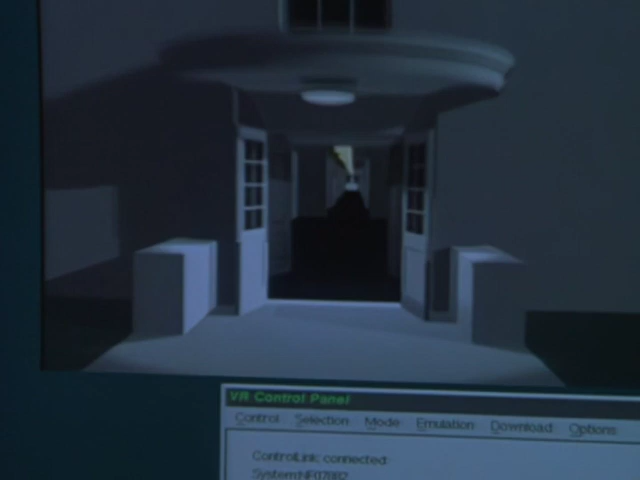 VR Control Panel
Control Selection Mode Emulation Download Options
ControlLink: connected